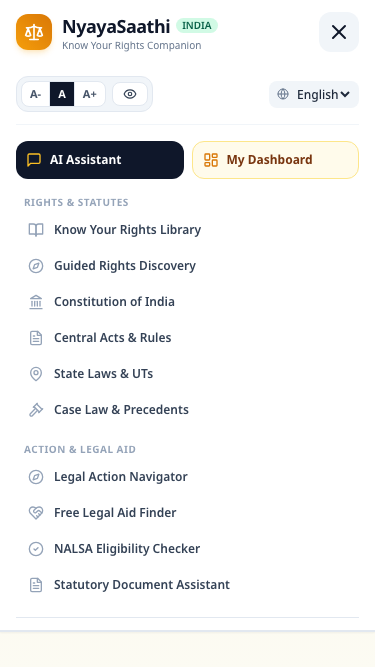 NyayaSaathi INDIA
Know Your Rights Companion
A- A A+ English
AI Assistant My Dashboard
RIGHTS & STATUTES
Know Your Rights Library
Guided Rights Discovery
Constitution of India
Central Acts & Rules
State Laws & UTs
Case Law & Precedents
ACTION & LEGAL AID
Legal Action Navigator
Free Legal Aid Finder
NALSA Eligibility Checker
Statutory Document Assistant